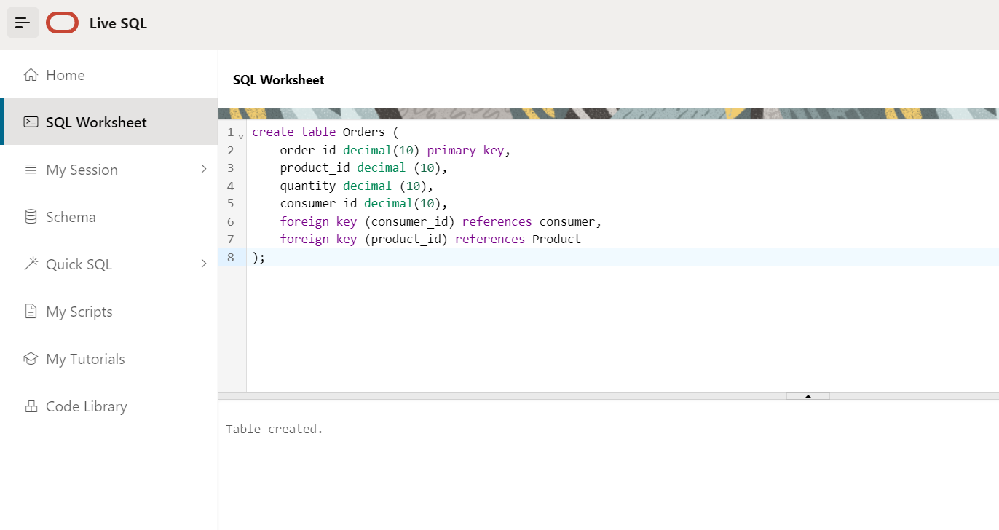 Live SQL
Home
SQL Worksheet
My Session
Schema
Quick SQL
My Scripts
My Tutorials
Code Library
SQL Worksheet
1 create table Orders (
2     order_id decimal(10) primary key,
3     product_id decimal (10),
4     quantity decimal (10),
5     consumer_id decimal(10),
6     foreign key (consumer_id) references consumer,
7     foreign key (product_id) references Product
8 );
Table created.